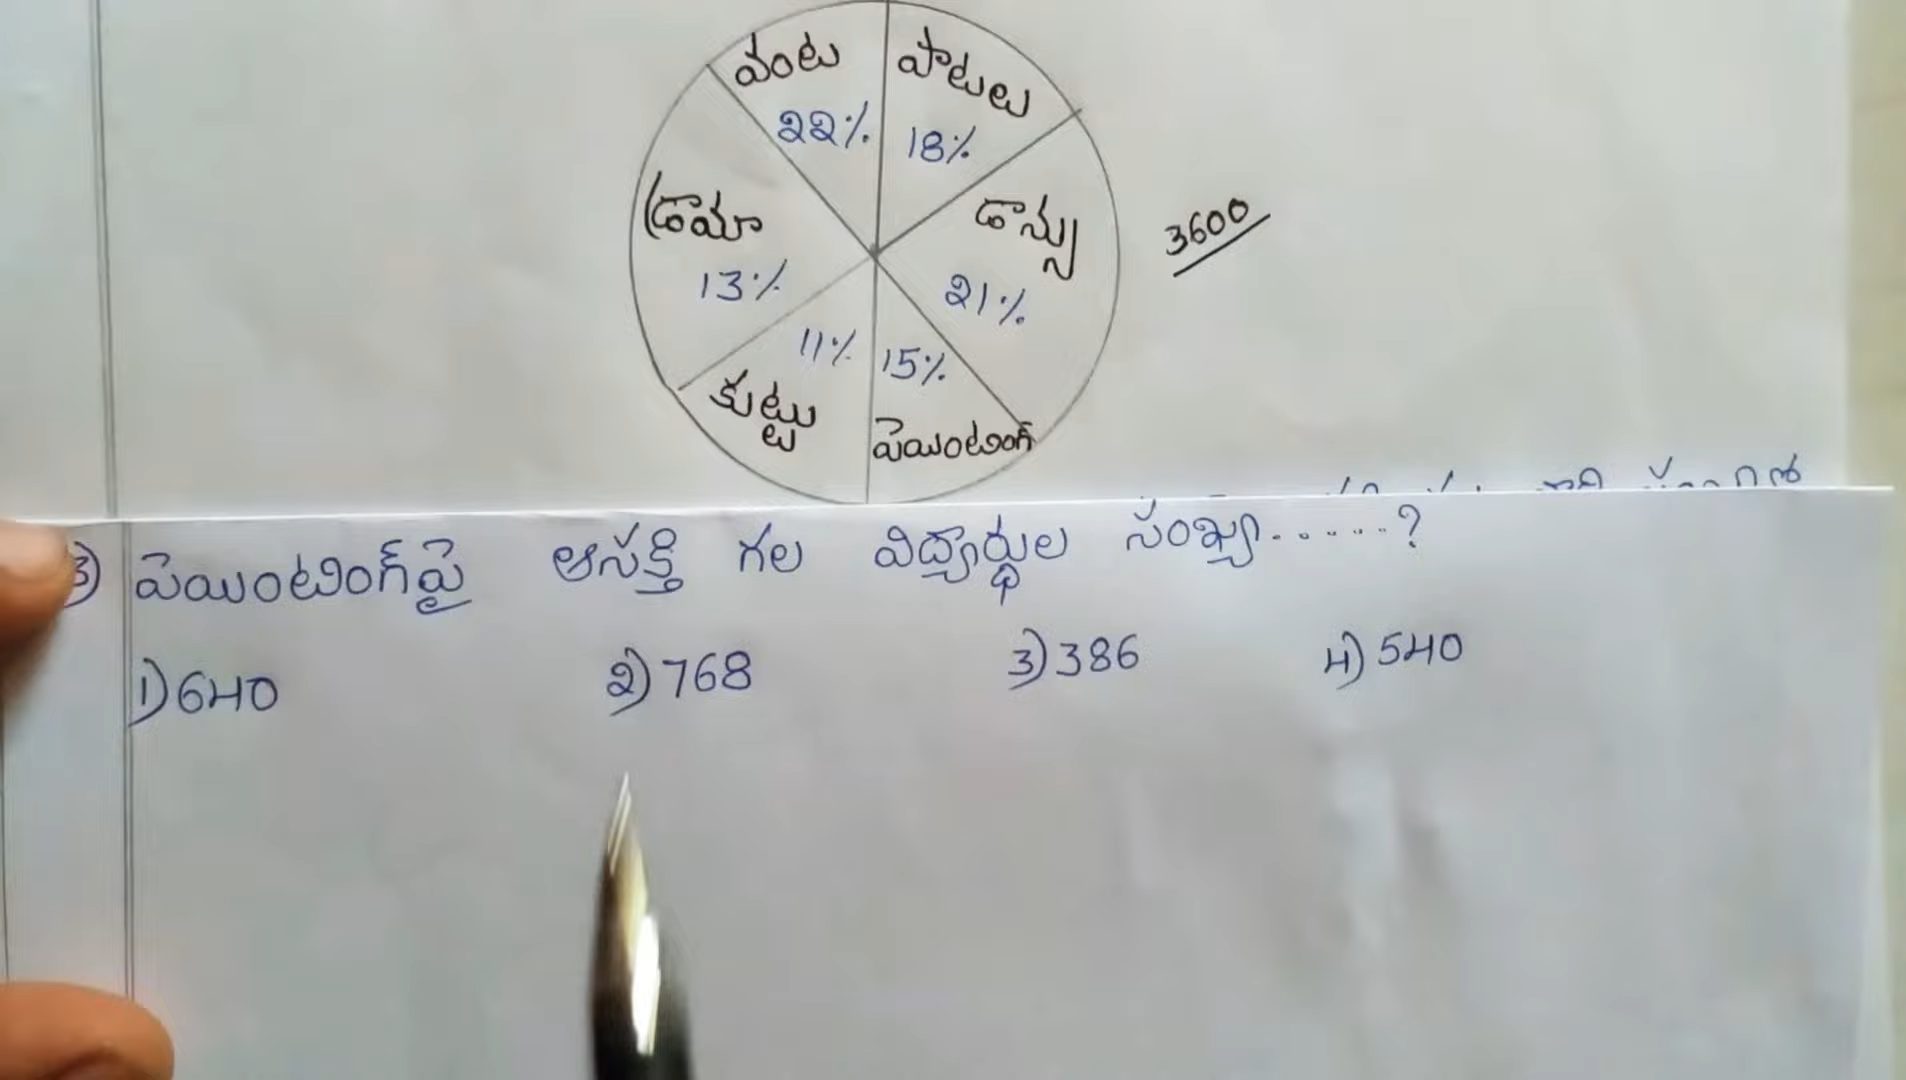 వంట
22%
పాటలు
18%
డాన్సు
21%
3600
డ్రామా
13%
11%
కుట్లు
15%
పెయింటింగ్
3) పెయింటింగ్‌పై ఆసక్తి గల విద్యార్థుల సంఖ్య......?
1) 640 2) 768 3) 386 4) 540